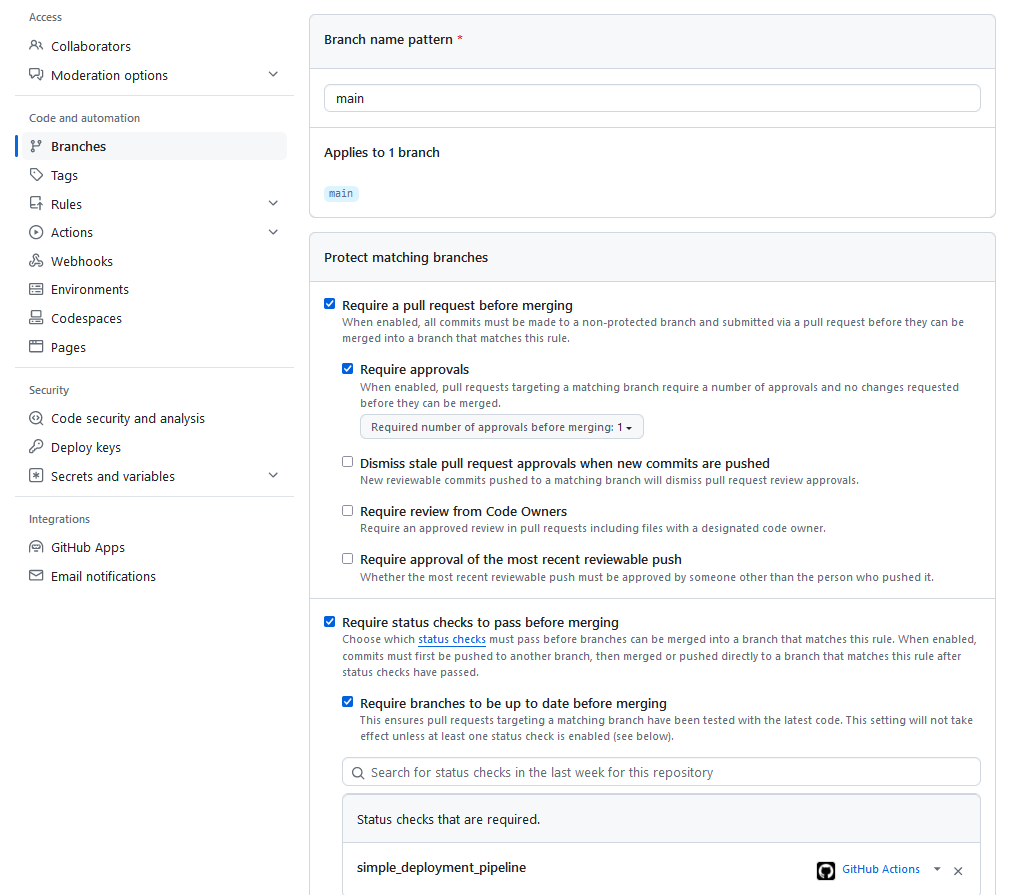 Access
Collaborators
Moderation options
Code and automation
Branches
Tags
Rules
Actions
Webhooks
Environments
Codespaces
Pages
Security
Code security and analysis
Deploy keys
Secrets and variables
Integrations
GitHub Apps
Email notifications
Branch name pattern *
main
Applies to 1 branch
main
Protect matching branches
Require a pull request before merging
When enabled, all commits must be made to a non-protected branch and submitted via a pull request before they can be
merged into a branch that matches this rule.
Require approvals
When enabled, pull requests targeting a matching branch require a number of approvals and no changes requested
before they can be merged.
Required number of approvals before merging: 1
Dismiss stale pull request approvals when new commits are pushed
New reviewable commits pushed to a matching branch will dismiss pull request review approvals.
Require review from Code Owners
Require an approved review in pull requests including files with a designated code owner.
Require approval of the most recent reviewable push
Whether the most recent reviewable push must be approved by someone other than the person who pushed it.
Require status checks to pass before merging
Choose which status checks must pass before branches can be merged into a branch that matches this rule. When enabled,
commits must first be pushed to another branch, then merged or pushed directly to a branch that matches this rule after
status checks have passed.
Require branches to be up to date before merging
This ensures pull requests targeting a matching branch have been tested with the latest code. This setting will not take
effect unless at least one status check is enabled (see below).
Search for status checks in the last week for this repository
Status checks that are required.
simple_deployment_pipeline
GitHub Actions